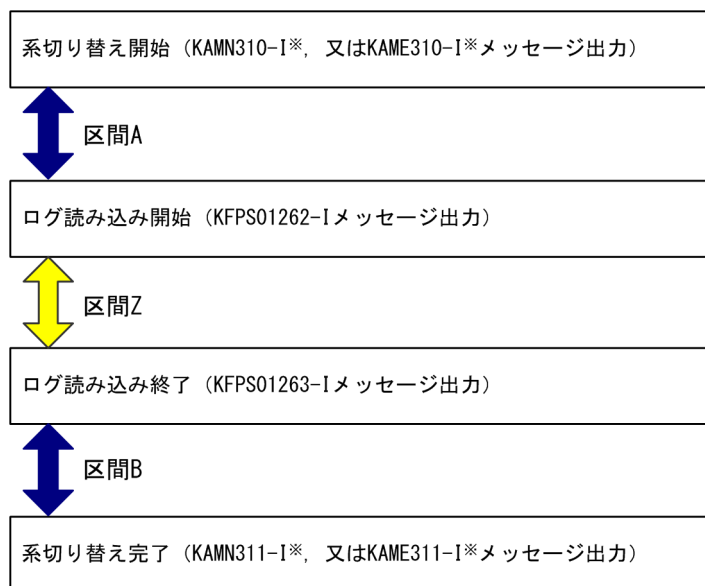 系切り替え開始（KAMN310-I※，又はKAME310-I※メッセージ出力）
区間A
ログ読み込み開始（KFPS01262-Iメッセージ出力）
区間Z
ログ読み込み終了（KFPS01263-Iメッセージ出力）
区間B
系切り替え完了（KAMN311-I※，又はKAME311-I※メッセージ出力）